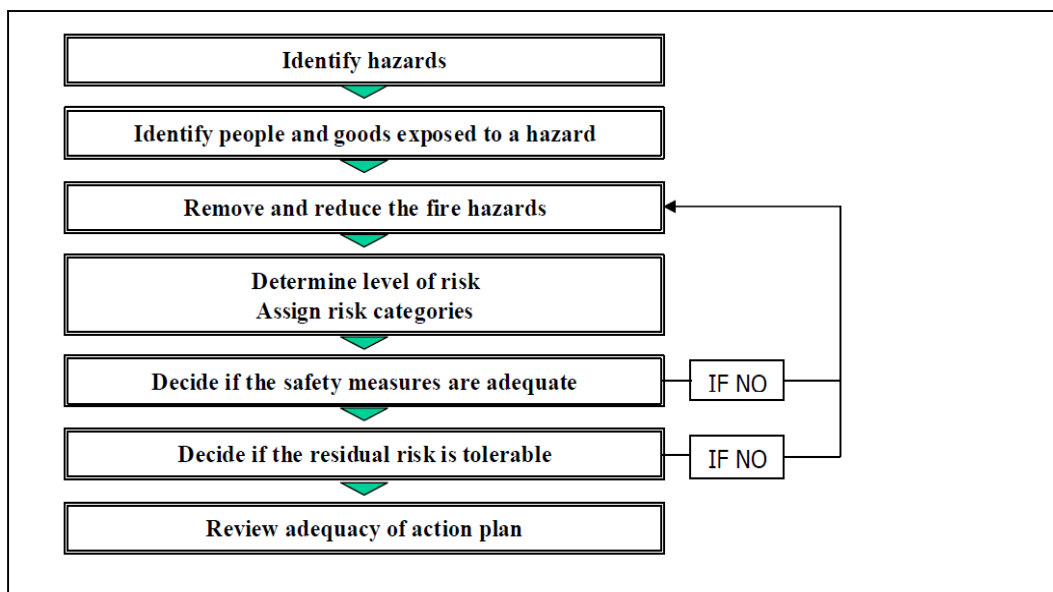 Identify hazards
Identify people and goods exposed to a hazard
Remove and reduce the fire hazards
Determine level of risk
Assign risk categories
Decide if the safety measures are adequate
IF NO
Decide if the residual risk is tolerable
IF NO
Review adequacy of action plan